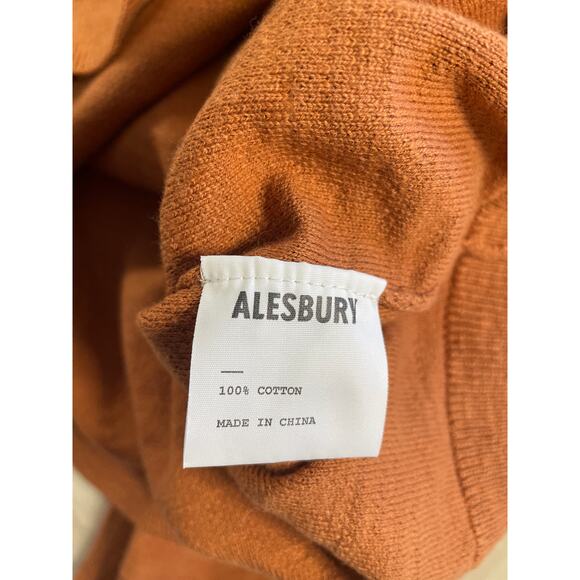 ALESBURY
—
100% COTTON
MADE IN CHINA